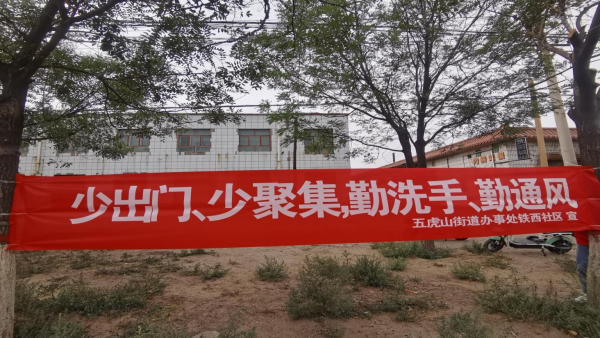 少出门、少聚集,勤洗手、勤通风
五虎山街道办事处铁西社区 宣